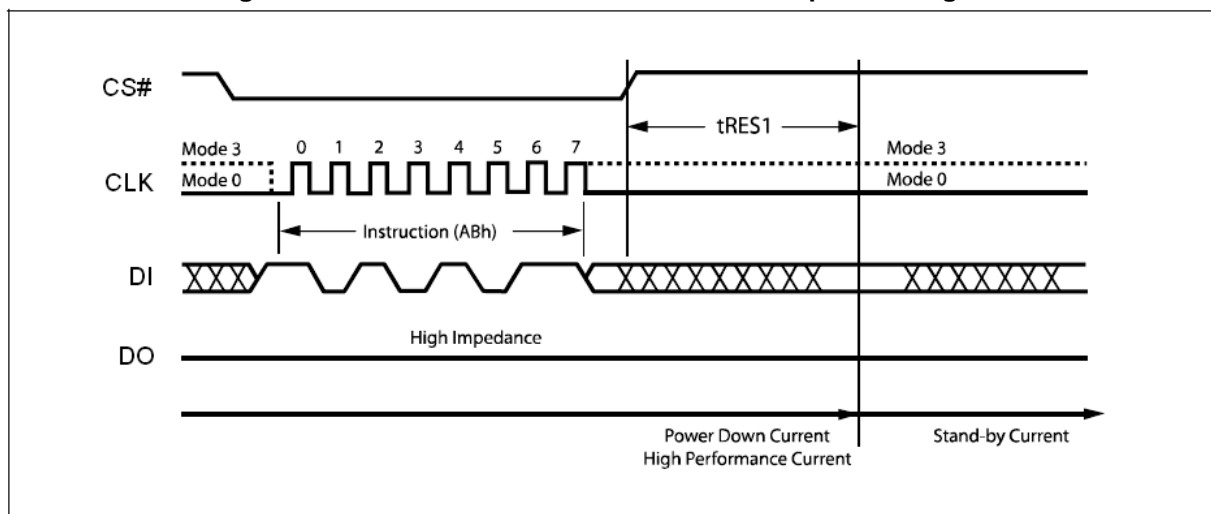 CS#
tRES1
Mode 3
0 1 2 3 4 5 6 7
Mode 3
CLK
Mode 0
Mode 0
Instruction (ABh)
DI
High Impedance
DO
Power Down Current
Stand-by Current
High Performance Current